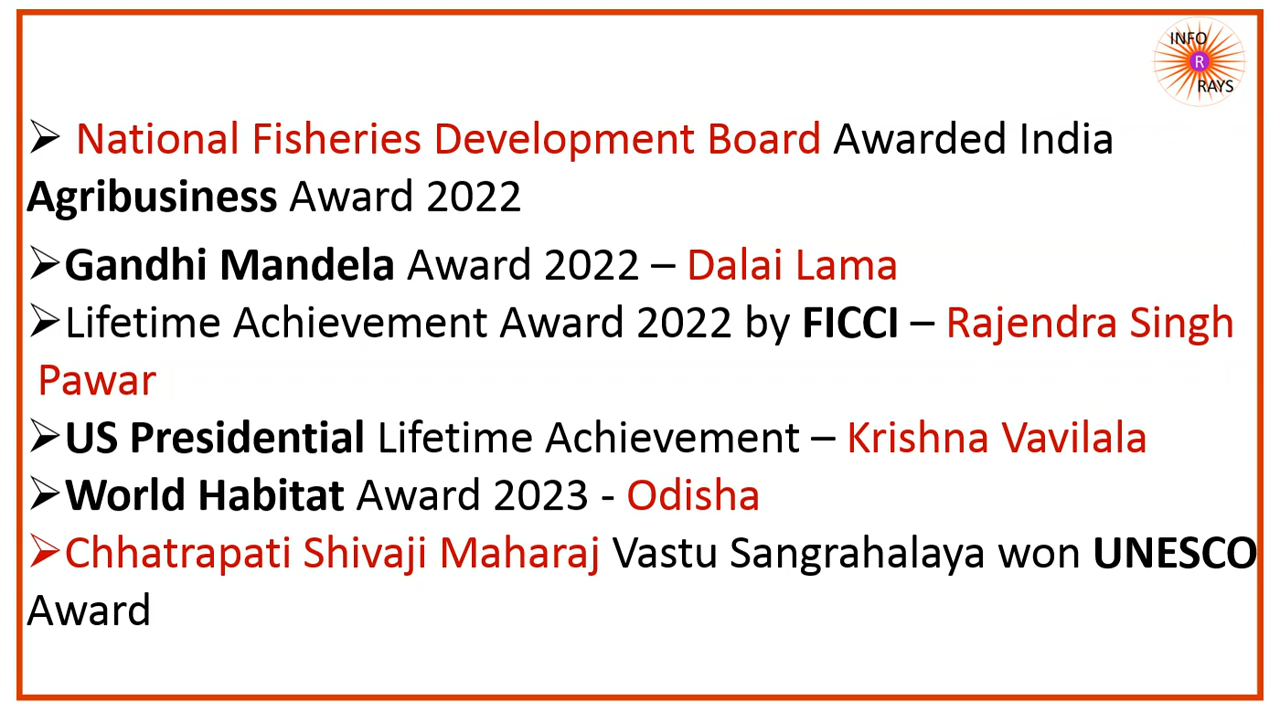 INFO
R
RAYS
➢ National Fisheries Development Board Awarded India
Agribusiness Award 2022
➢Gandhi Mandela Award 2022 – Dalai Lama
➢Lifetime Achievement Award 2022 by FICCI – Rajendra Singh
Pawar
➢US Presidential Lifetime Achievement – Krishna Vavilala
➢World Habitat Award 2023 - Odisha
➢Chhatrapati Shivaji Maharaj Vastu Sangrahalaya won UNESCO
Award